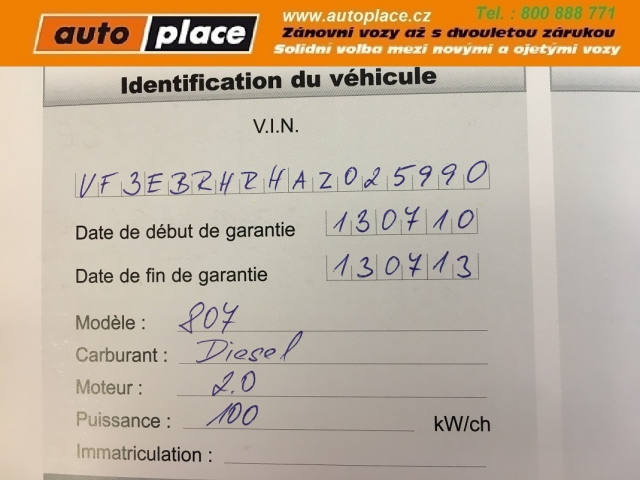 auto place
www.autoplace.cz Tel.: 800 888 771
Zánovní vozy až s dvouletou zárukou
Solidní volba mezi novými a ojetými vozy
Identification du véhicule
V.I.N.
VF3EBRHRHAZ025990
Date de début de garantie 130710
Date de fin de garantie 130713
Modèle : 807
Carburant : Diesel
Moteur : 2.0
Puissance : 100 kW/ch
Immatriculation :